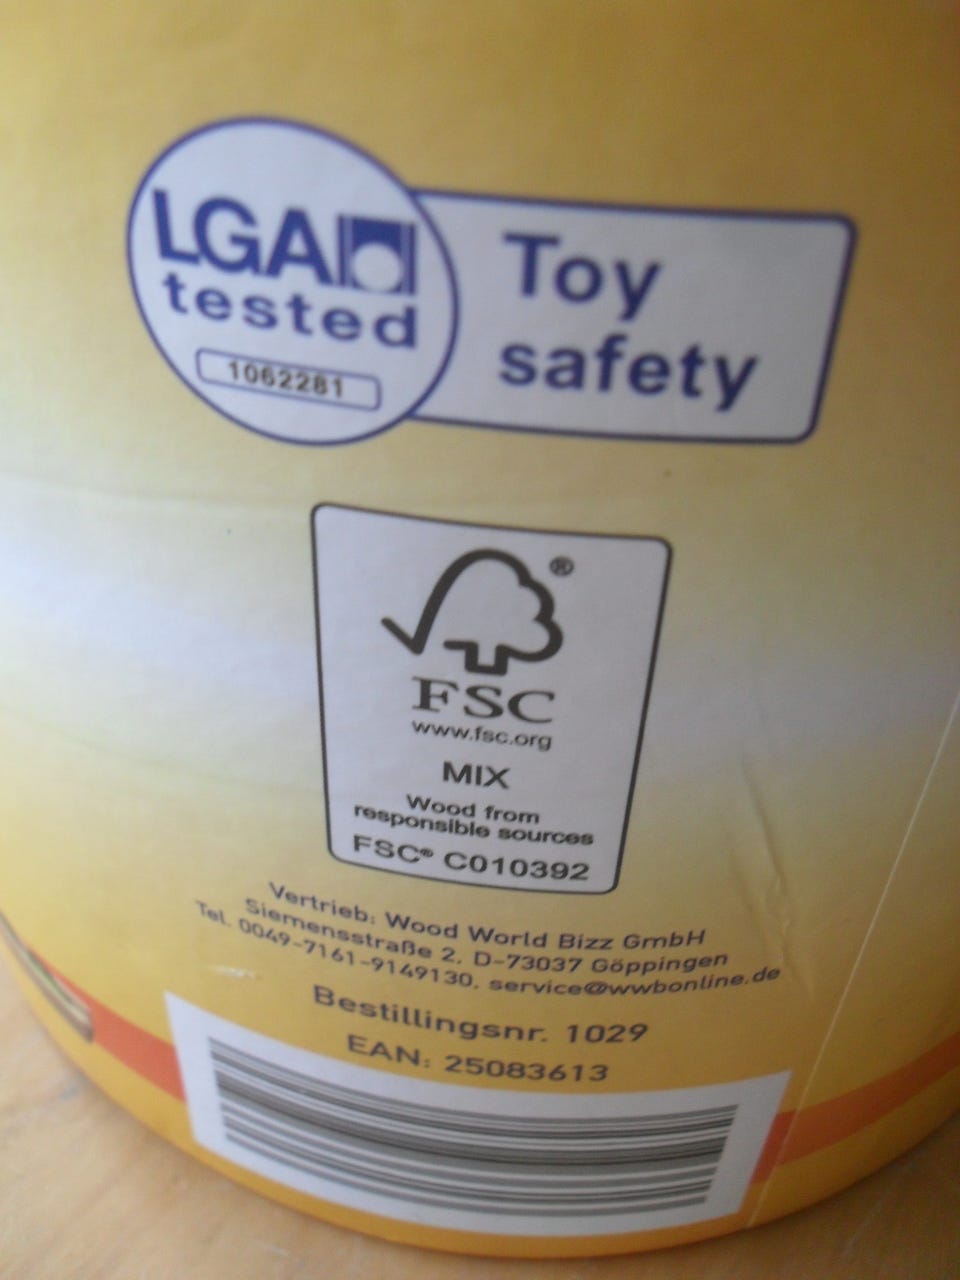 LGA
tested
1062281
Toy
safety
®
FSC
www.fsc.org
MIX
Wood from
responsible sources
FSC® C010392
Vertrieb: Wood World Bizz GmbH
Siemensstraße 2, D-73037 Göppingen
Tel. 0049-7161-9149130, service@wwbonline.de
Bestillingsnr. 1029
EAN: 25083613